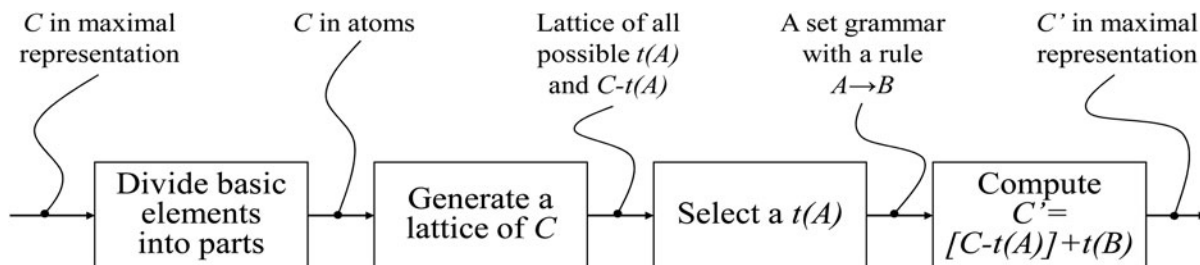 C in maximal
representation
C in atoms
Lattice of all
possible t(A)
and C-t(A)
A set grammar
with a rule
A→B
C’ in maximal
representation
Divide basic
elements
into parts
Generate a
lattice of C
Select a t(A)
Compute
C’=
[C-t(A)]+t(B)